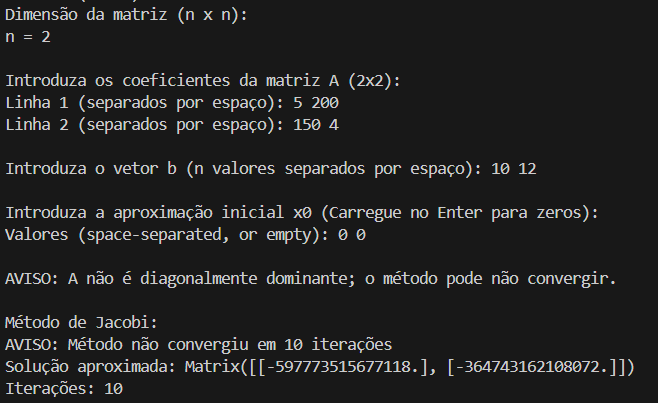 Dimensão da matriz (n x n):
n = 2
Introduza os coeficientes da matriz A (2x2):
Linha 1 (separados por espaço): 5 200
Linha 2 (separados por espaço): 150 4
Introduza o vetor b (n valores separados por espaço): 10 12
Introduza a aproximação inicial x0 (Carregue no Enter para zeros):
Valores (space-separated, or empty): 0 0
AVISO: A não é diagonalmente dominante; o método pode não convergir.
Método de Jacobi:
AVISO: Método não convergiu em 10 iterações
Solução aproximada: Matrix([[-597773515677118.], [-364743162108072.]])
Iterações: 10